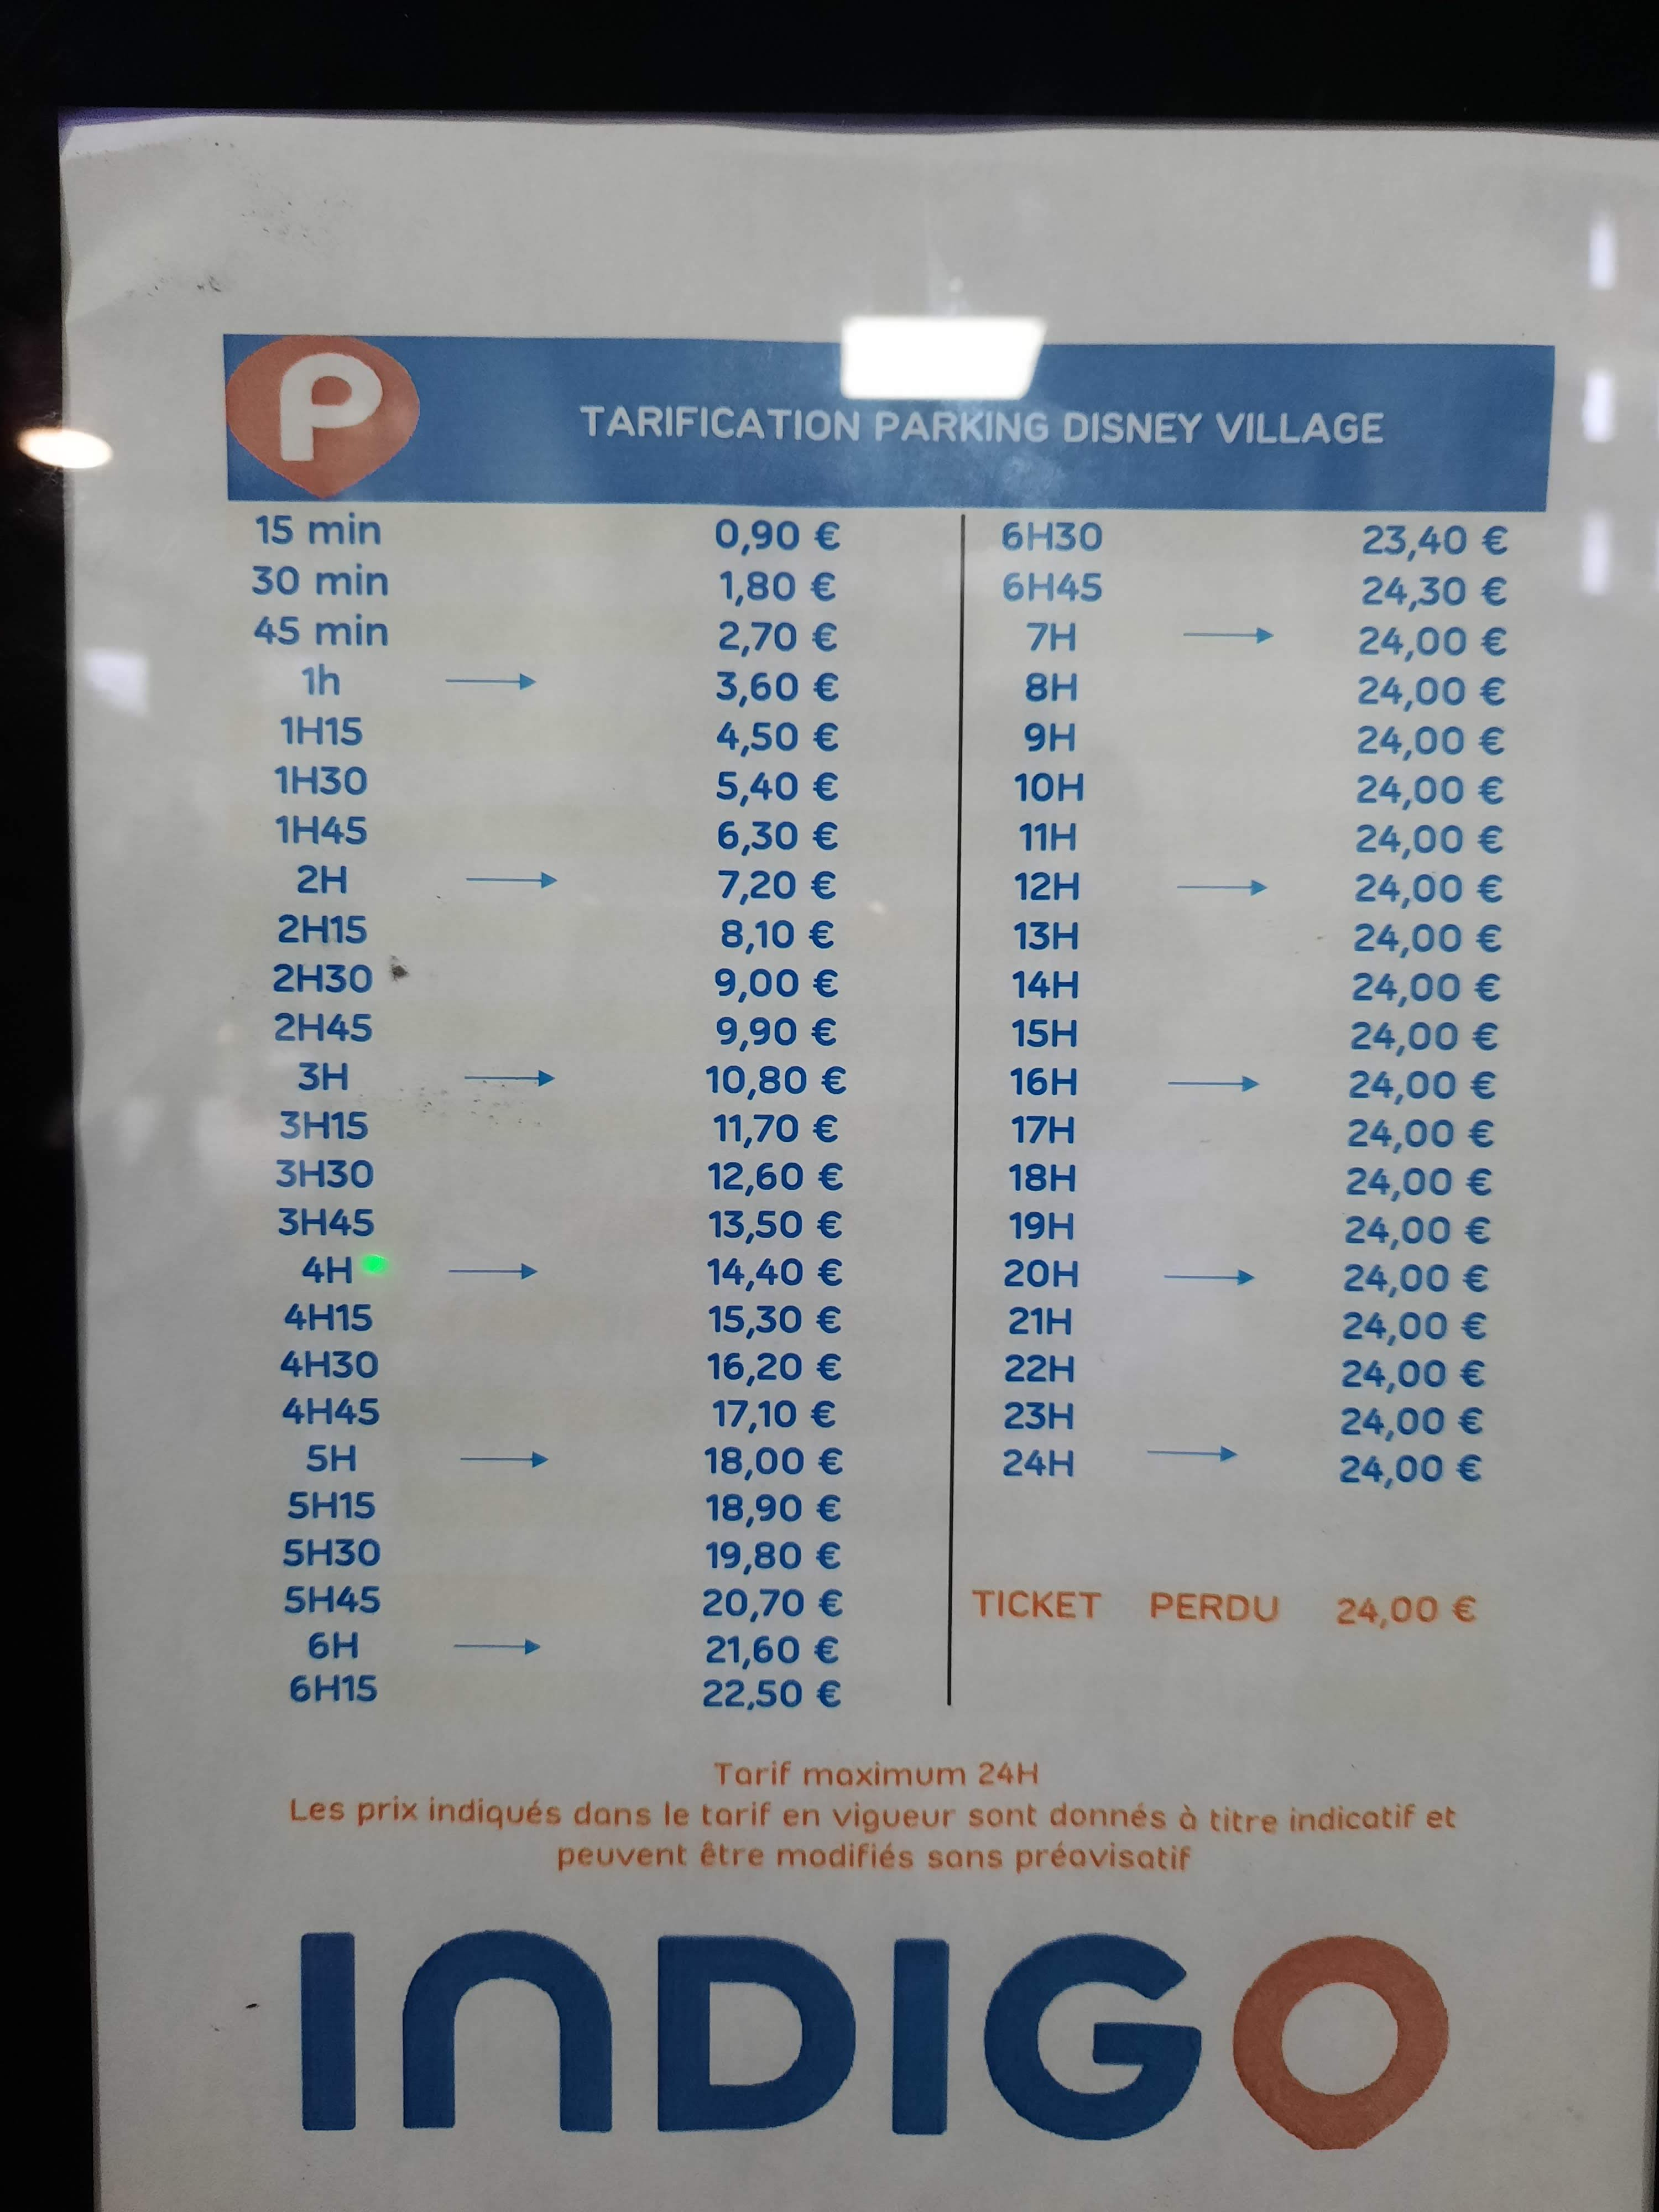 P
TARIFICATION PARKING DISNEY VILLAGE
15 min 0,90 €
30 min 1,80 €
45 min 2,70 €
1h 3,60 €
1H15 4,50 €
1H30 5,40 €
1H45 6,30 €
2H 7,20 €
2H15 8,10 €
2H30 9,00 €
2H45 9,90 €
3H 10,80 €
3H15 11,70 €
3H30 12,60 €
3H45 13,50 €
4H 14,40 €
4H15 15,30 €
4H30 16,20 €
4H45 17,10 €
5H 18,00 €
5H15 18,90 €
5H30 19,80 €
5H45 20,70 €
6H 21,60 €
6H15 22,50 €
6H30 23,40 €
6H45 24,30 €
7H 24,00 €
8H 24,00 €
9H 24,00 €
10H 24,00 €
11H 24,00 €
12H 24,00 €
13H 24,00 €
14H 24,00 €
15H 24,00 €
16H 24,00 €
17H 24,00 €
18H 24,00 €
19H 24,00 €
20H 24,00 €
21H 24,00 €
22H 24,00 €
23H 24,00 €
24H 24,00 €
TICKET PERDU 24,00 €
Tarif maximum 24H
Les prix indiqués dans le tarif en vigueur sont donnés à titre indicatif et
peuvent être modifiés sans préavisatif
INDIGO